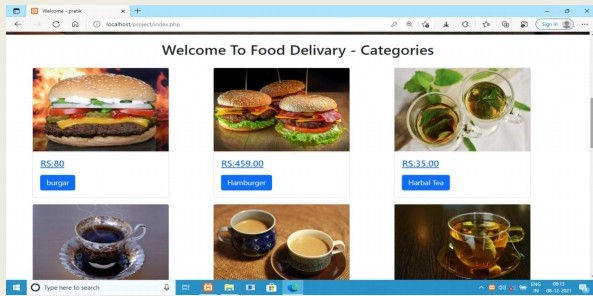 Welcome - pratik
localhost/project/index.php
Sign in
Welcome To Food Delivary - Categories
RS:80
RS:459.00
RS:35.00
burgar
Hamburger
Harbal Tea
Type here to search
ENG
IN
09:13
08-12-2021